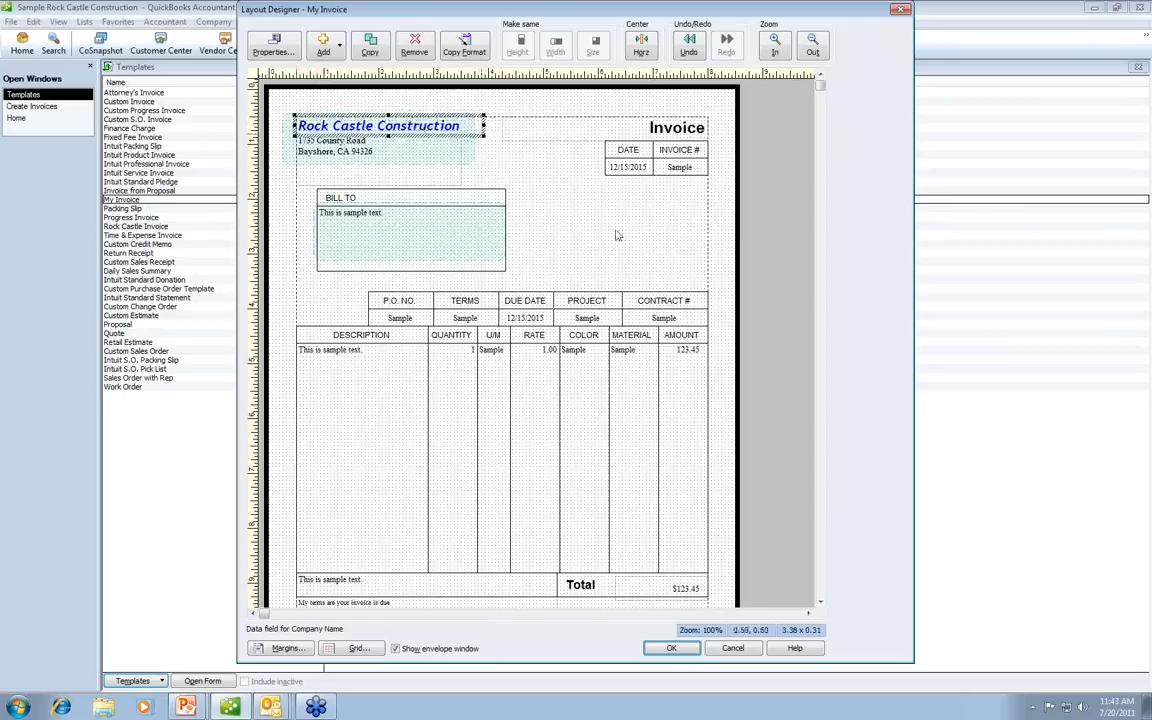 Sample Rock Castle Construction - QuickBooks Accountant
Layout Designer - My Invoice
File Edit View Lists Favorites Accountant Company
Home Search CoSnapshot Customer Center Vendor Ce
Properties... Add Copy Remove Copy Format
Make same
Height Width Size
Center
Horz
Undo/Redo
Undo Redo
Zoom
In Out
Open Windows
Templates
Create Invoices
Home
Templates
Name
Attorney's Invoice
Custom Invoice
Custom Progress Invoice
Custom S.O. Invoice
Finance Charge
Fixed Fee Invoice
Intuit Packing Slip
Intuit Product Invoice
Intuit Professional Invoice
Intuit Service Invoice
Intuit Standard Pledge
Invoice from Proposal
My Invoice
Packing Slip
Progress Invoice
Rock Castle Invoice
Time & Expense Invoice
Custom Credit Memo
Return Receipt
Custom Sales Receipt
Daily Sales Summary
Intuit Standard Donation
Custom Purchase Order Template
Intuit Standard Statement
Custom Change Order
Custom Estimate
Proposal
Quote
Retail Estimate
Custom Sales Order
Intuit S.O. Packing Slip
Intuit S.O. Pick List
Sales Order with Rep
Work Order
0 1 2 3 4 5 6 7 8 9
Rock Castle Construction
1735 County Road
Bayshore, CA 94326
Invoice
DATE INVOICE #
12/15/2015 Sample
BILL TO
This is sample text.
P.O. NO. TERMS DUE DATE PROJECT CONTRACT #
Sample Sample 12/15/2015 Sample Sample
DESCRIPTION QUANTITY U/M RATE COLOR MATERIAL AMOUNT
This is sample text. 1 Sample 1.00 Sample Sample 123.45
This is sample text. Total $123.45
My terms are your invoice is due
Data field for Company Name
Zoom: 100% 3.38 x 0.31
Margins... Grid... Show envelope window OK Cancel Help
Templates Open Form Include inactive
11:43 AM
7/20/2011